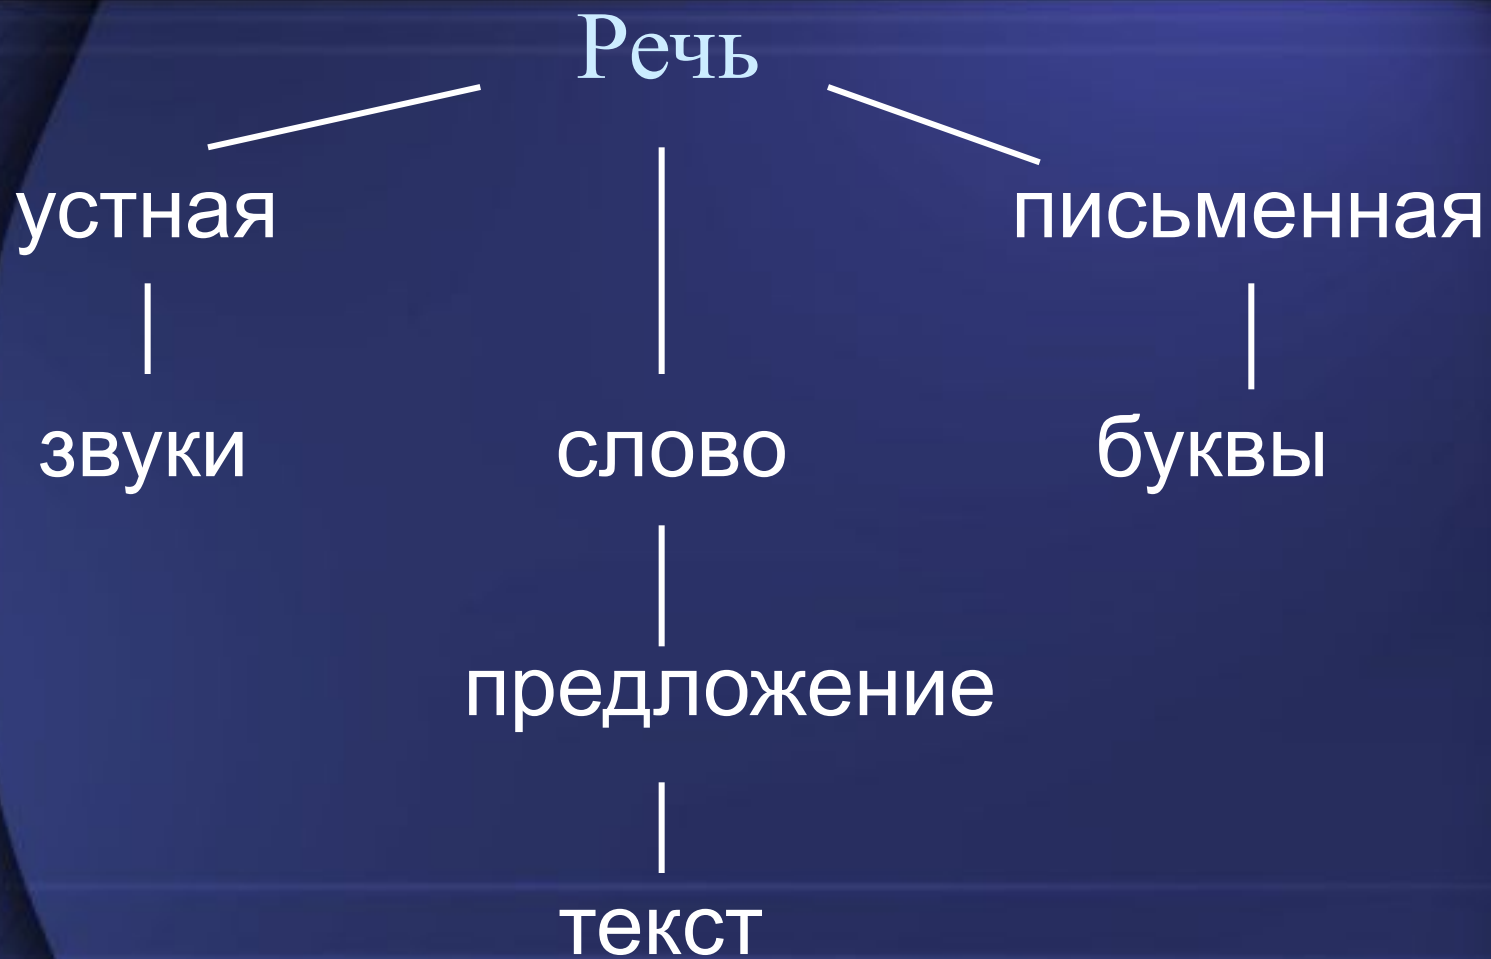 Речь
устная
письменная
звуки
слово
буквы
предложение
текст